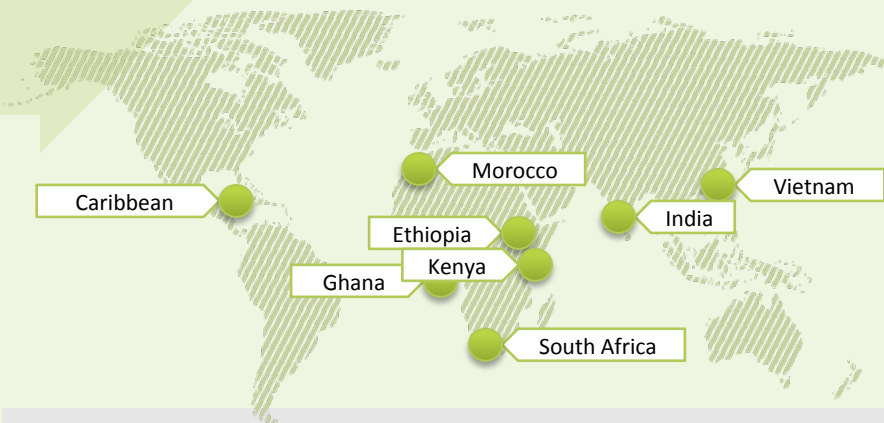 Morocco
Vietnam
Caribbean
India
Ethiopia
Kenya
Ghana
South Africa